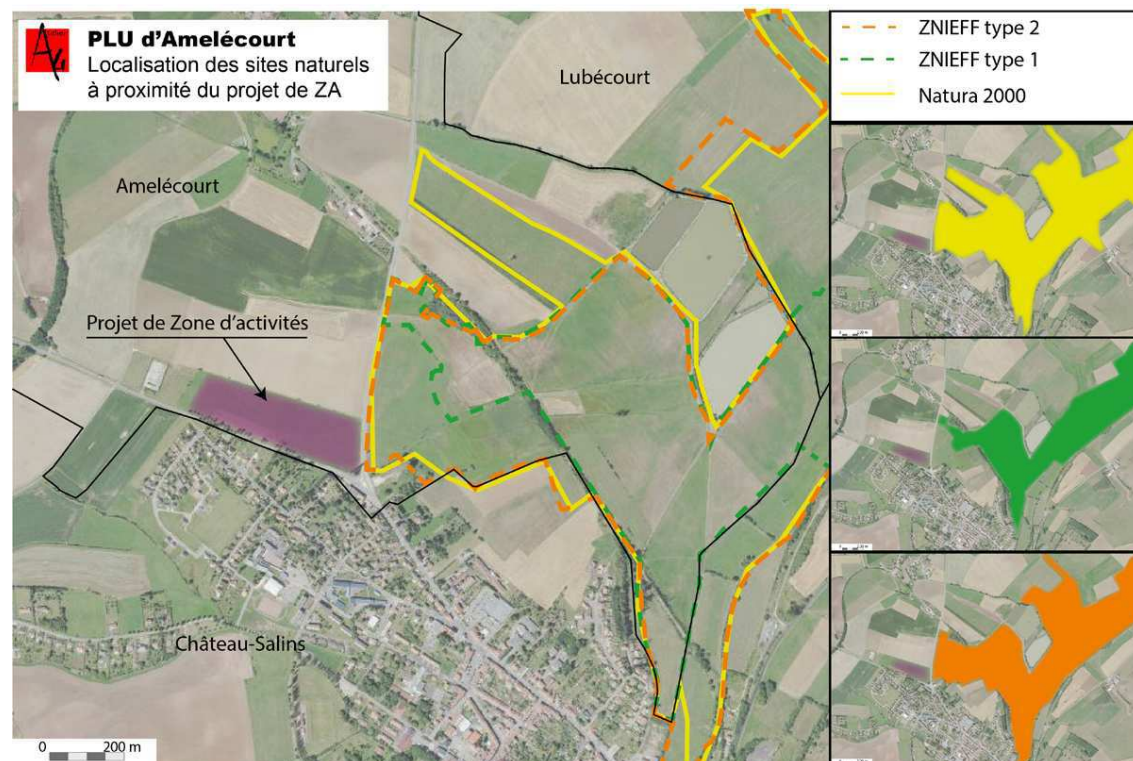 PLU d’Amelécourt
Localisation des sites naturels
à proximité du projet de ZA
Lubécourt
Amelécourt
Projet de Zone d’activités
Château-Salins
0 200 m
ZNIEFF type 2
ZNIEFF type 1
Natura 2000